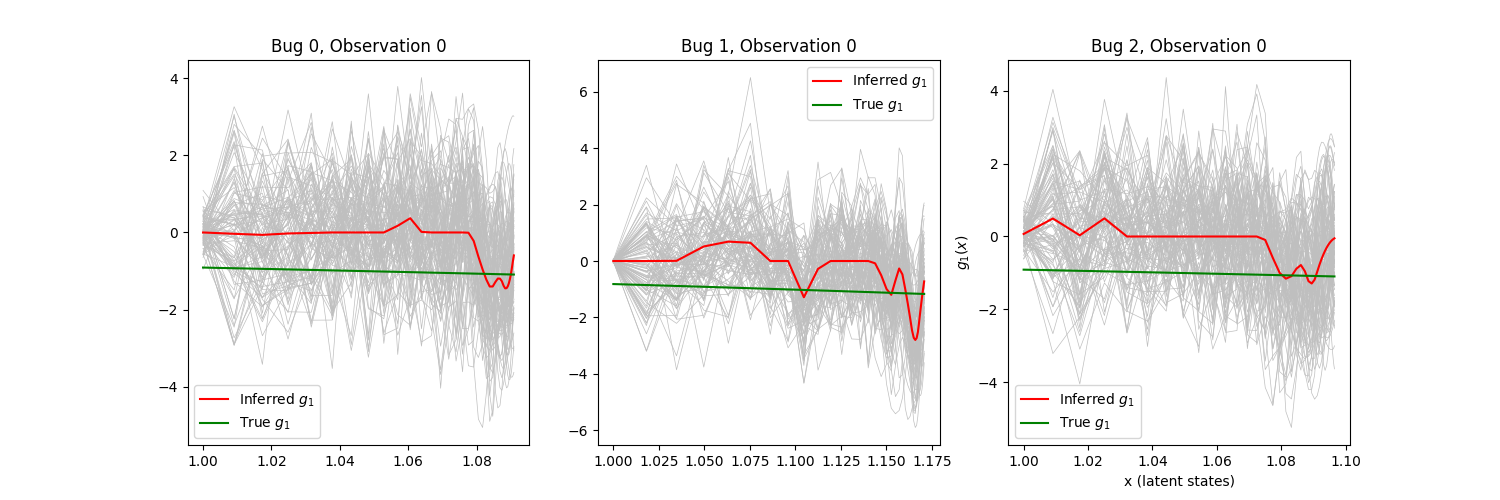 Bug 0, Observation 0
4
2
0
−2
−4
Inferred g₁
True g₁
1.00 1.02 1.04 1.06 1.08
Bug 1, Observation 0
6
4
2
0
−2
−4
−6
Inferred g₁
True g₁
1.000 1.025 1.050 1.075 1.100 1.125 1.150 1.175
Bug 2, Observation 0
g₁(x)
4
2
0
−2
−4
Inferred g₁
True g₁
1.00 1.02 1.04 1.06 1.08 1.10
x (latent states)